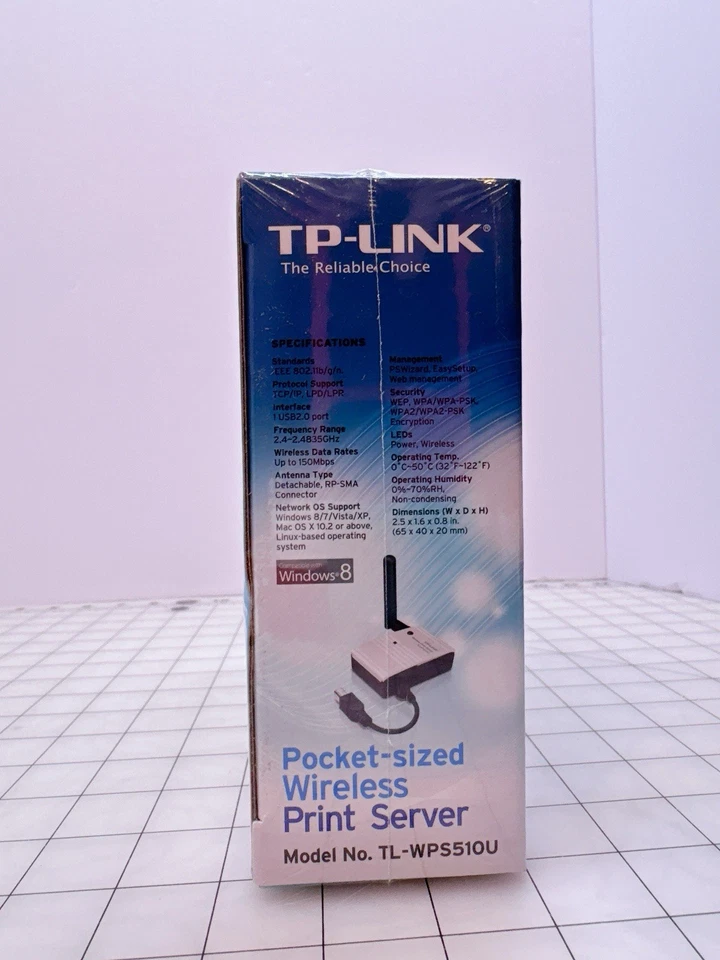 TP-LINK®
The Reliable Choice
SPECIFICATIONS
Standards
IEEE 802.11b/g/n
Protocol Support
TCP/IP, LPD/LPR
Interface
1 USB2.0 port
Frequency Range
2.4-2.4835GHz
Wireless Data Rates
Up to 150Mbps
Antenna Type
Detachable, RP-SMA
Connector
Network OS Support
Windows 8/7/Vista/XP,
Mac OS X 10.2 or above,
Linux-based operating
system
Management
PSWizard, EasySetup,
Web management
Security
WEP, WPA/WPA-PSK,
WPA2/WPA2-PSK
Encryption
LEDs
Power, Wireless
Operating Temp.
0°C~50°C (32°F~122°F)
Operating Humidity
0%~70%RH,
Non-condensing
Dimensions (W x D x H)
2.5 x 1.6 x 0.8 in.
(65 x 40 x 20 mm)
Compatible with
Windows®8
Pocket-sized
Wireless
Print Server
Model No. TL-WPS510U